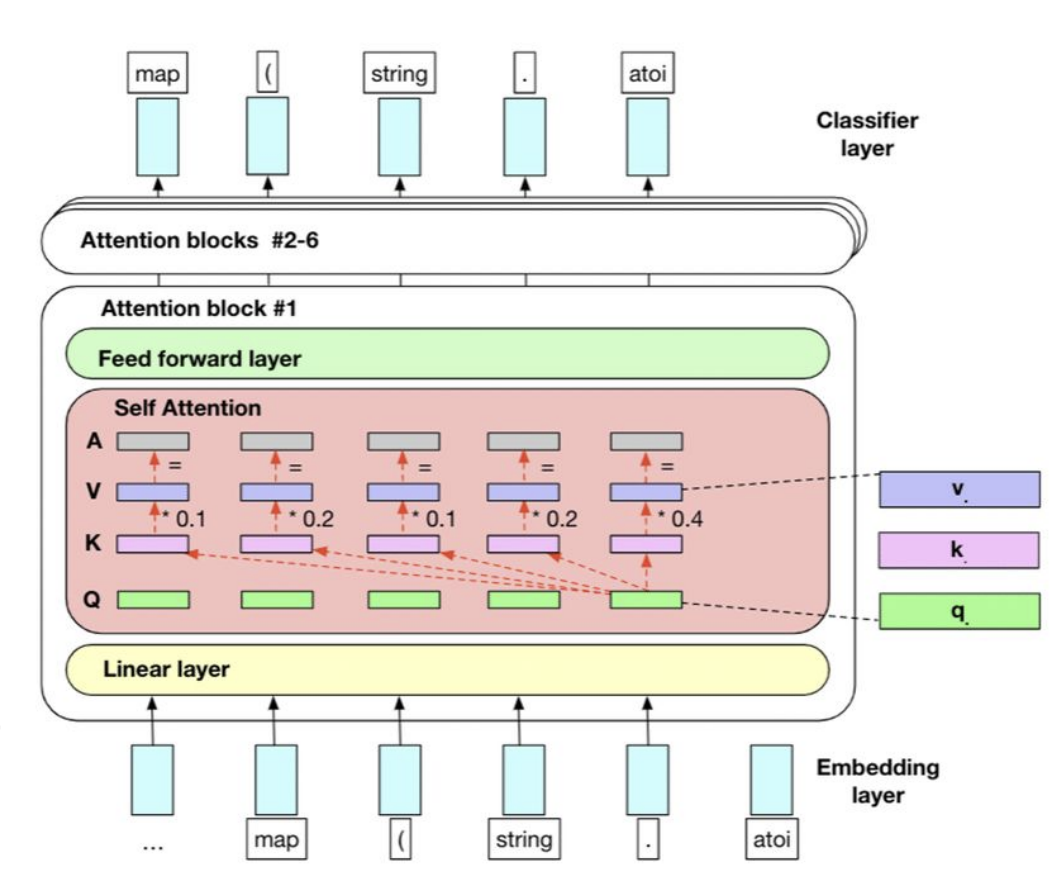 map ( string . atoi
Classifier
layer
Attention blocks #2-6
Attention block #1
Feed forward layer
Self Attention
A
= = = = =
V
v.
* 0.1 * 0.2 * 0.1 * 0.2 * 0.4
K
k.
Q
q.
Linear layer
Embedding
layer
... map ( string . atoi